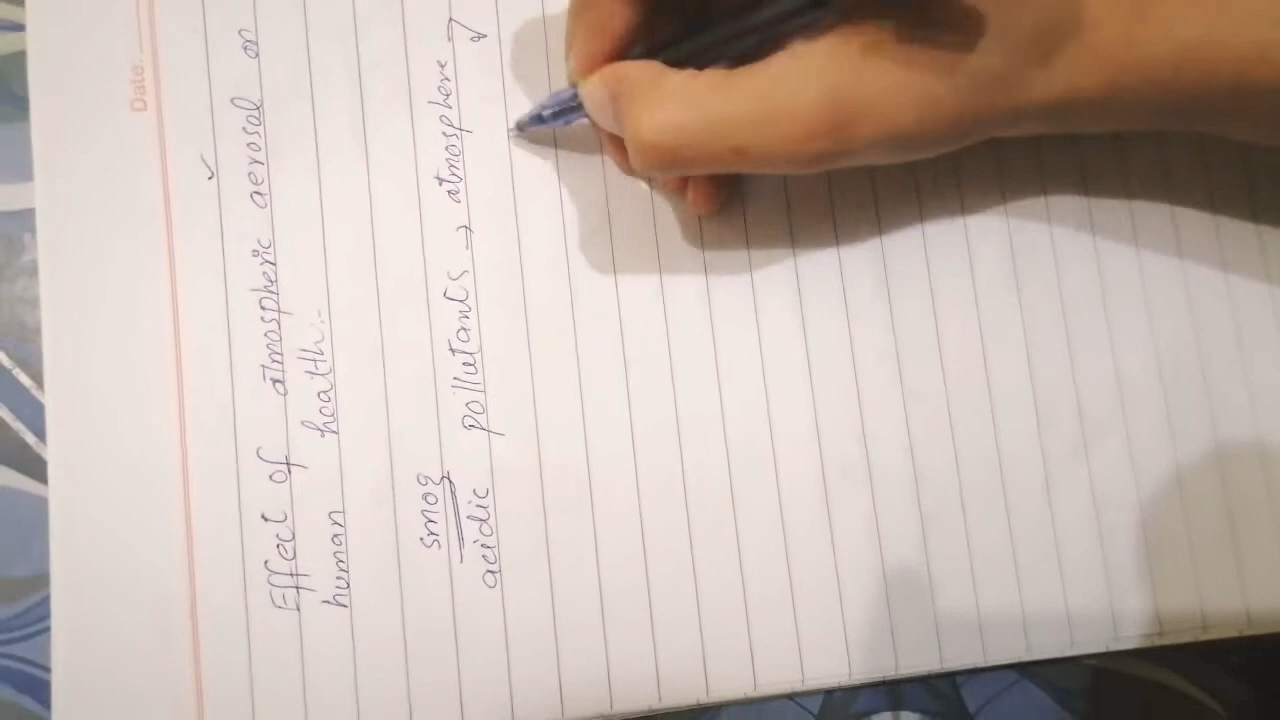 Date.
Effect of atmospheric aerosol on
human health:-
smog
acidic pollutants → atmosphere →